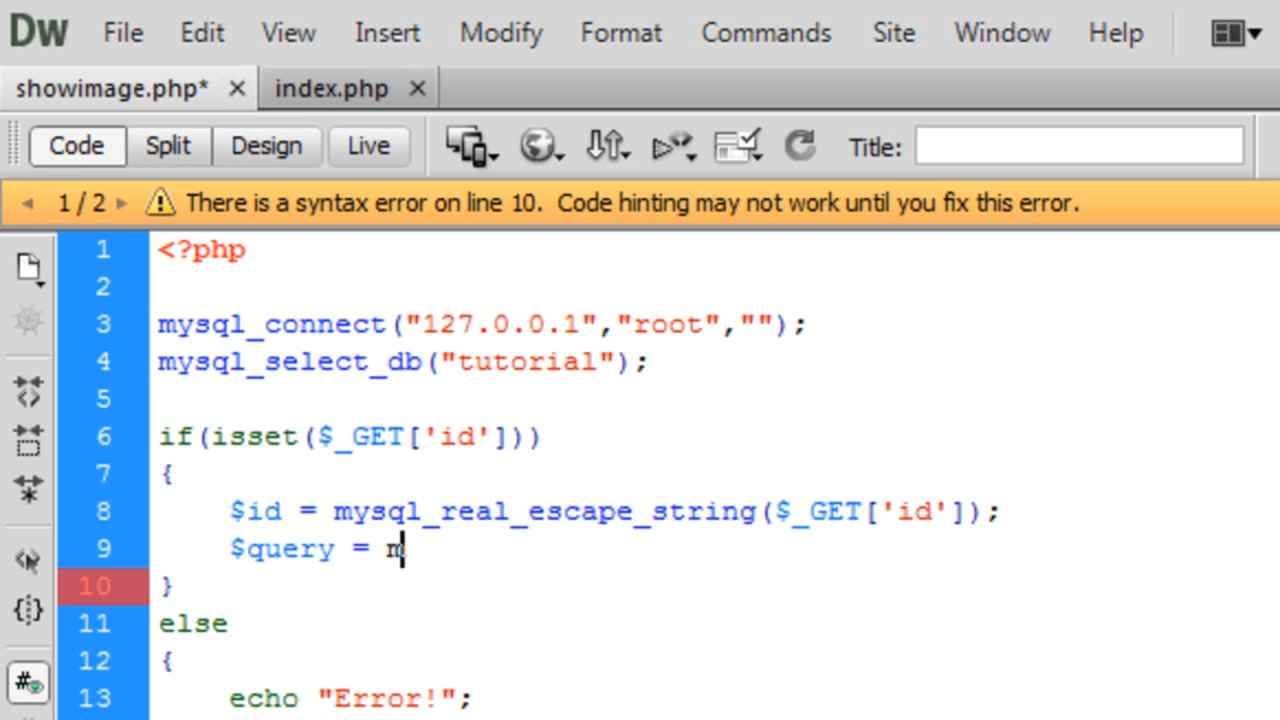 Dw File Edit View Insert Modify Format Commands Site Window Help
showimage.php* × index.php ×
Code Split Design Live Title:
1 / 2 There is a syntax error on line 10. Code hinting may not work until you fix this error.
1 <?php
2
3 mysql_connect("127.0.0.1","root","");
4 mysql_select_db("tutorial");
5
6 if(isset($_GET['id']))
7 {
8 $id = mysql_real_escape_string($_GET['id']);
9 $query = m
10 }
11 else
12 {
13 echo "Error!";